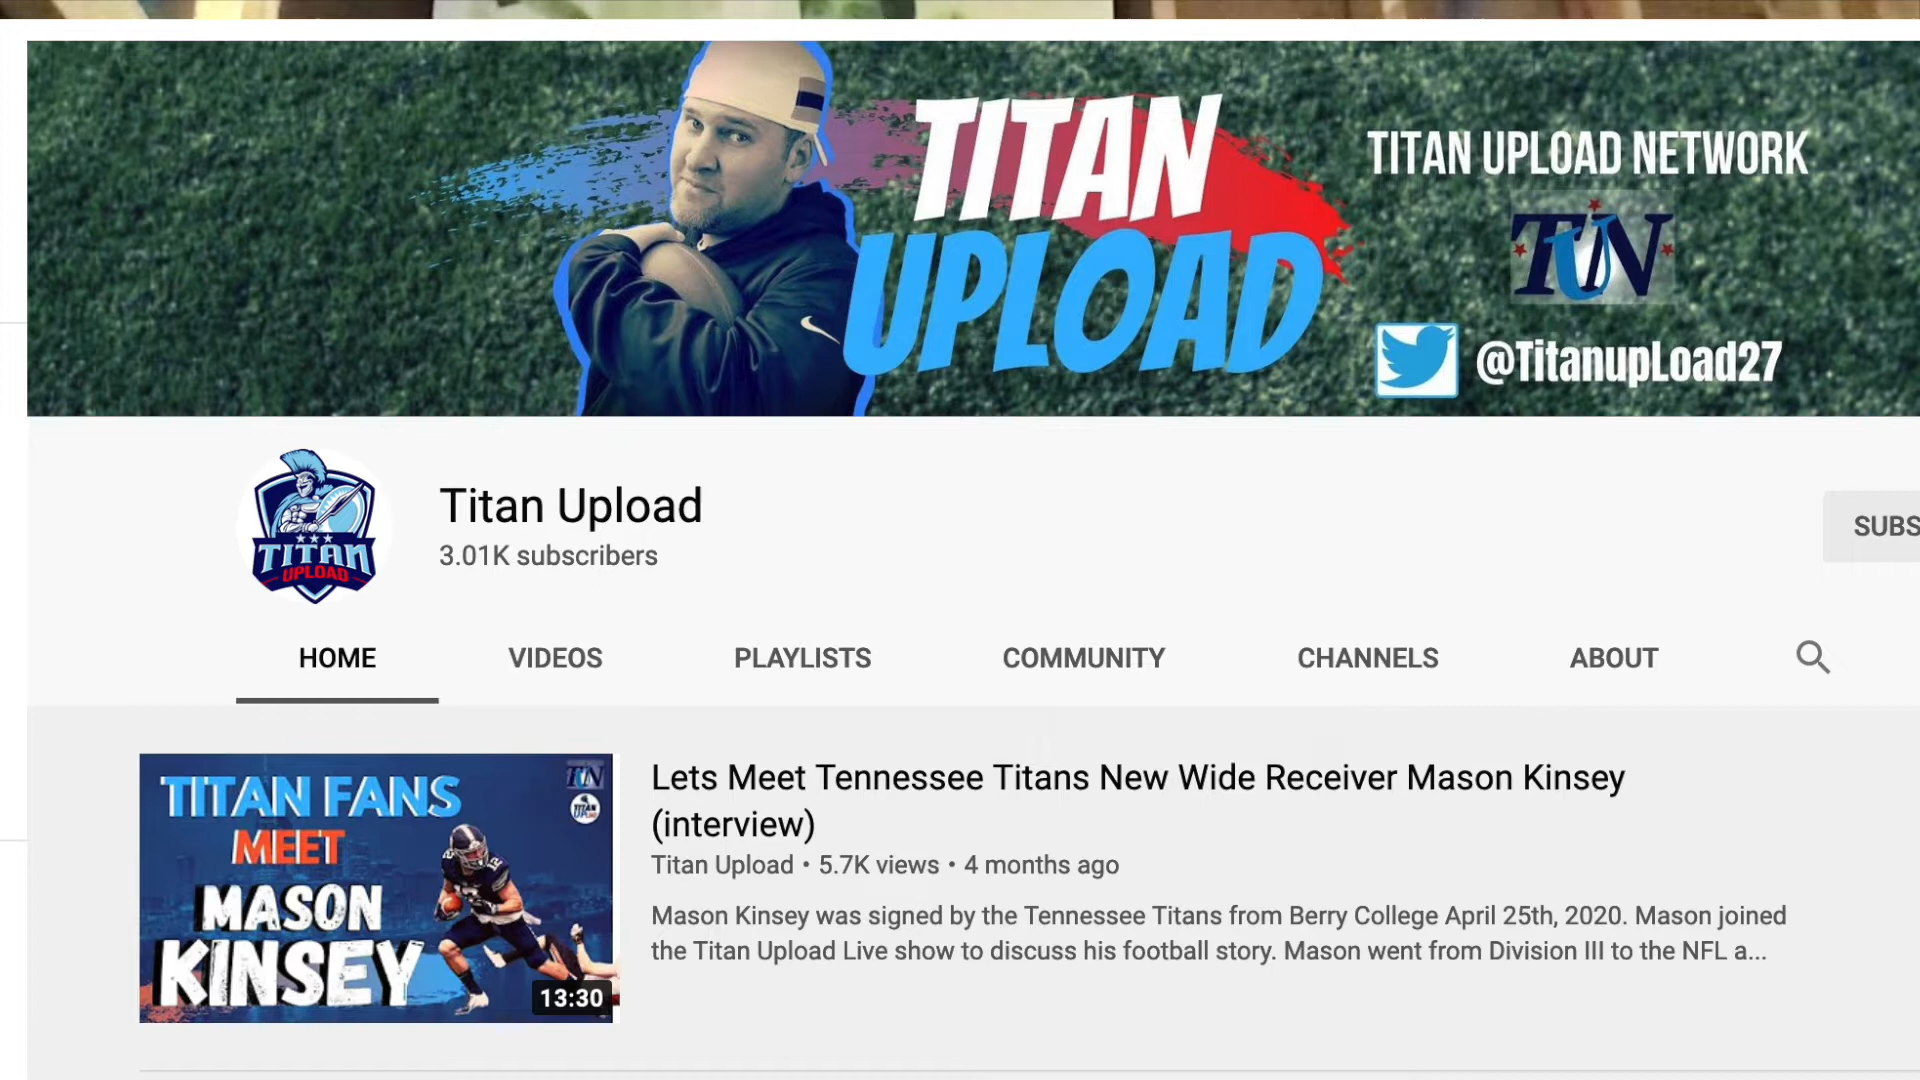 TITAN
UPLOAD
TITAN UPLOAD NETWORK
TUN
@TitanupLoad27
TITAN
UPLOAD
Titan Upload
3.01K subscribers
SUBS
HOME VIDEOS PLAYLISTS COMMUNITY CHANNELS ABOUT
TITAN FANS
MEET
MASON
KINSEY
TUN
12
13:30
Lets Meet Tennessee Titans New Wide Receiver Mason Kinsey
(interview)
Titan Upload • 5.7K views • 4 months ago
Mason Kinsey was signed by the Tennessee Titans from Berry College April 25th, 2020. Mason joined
the Titan Upload Live show to discuss his football story. Mason went from Division III to the NFL a...